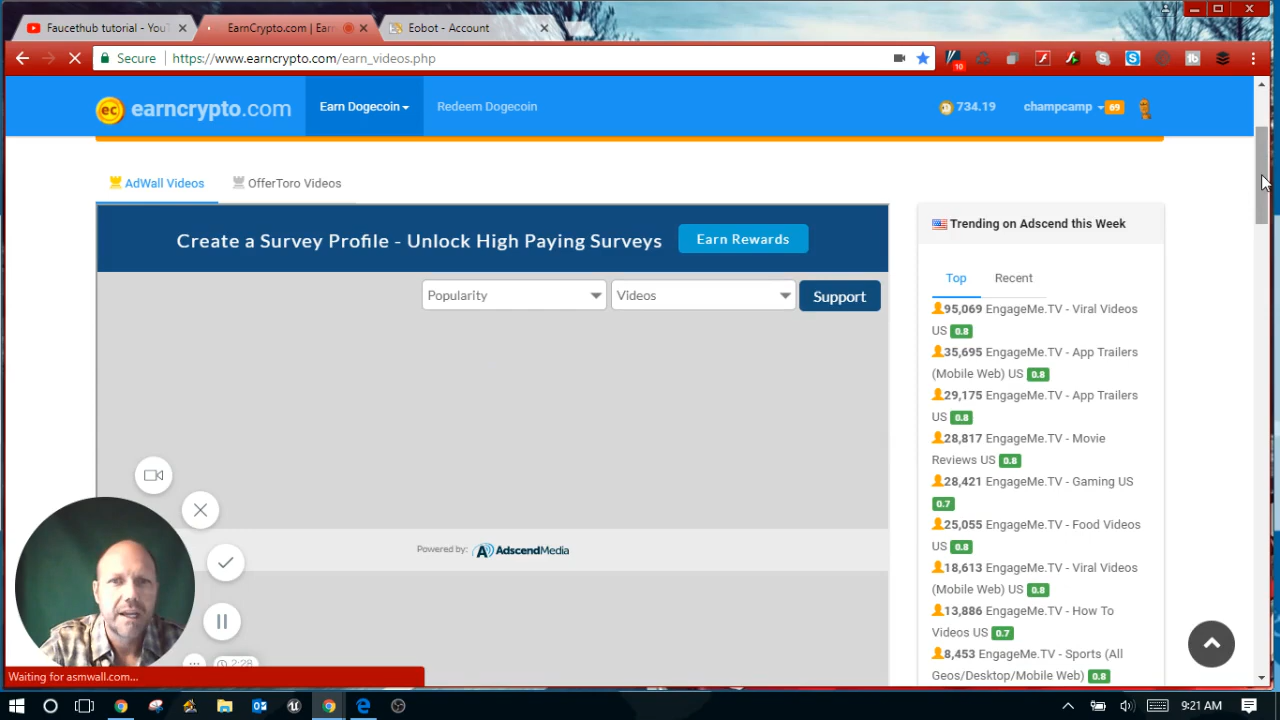 Faucethub tutorial - YouT
EarnCrypto.com | Earn
Eobot - Account
Secure
https://www.earncrypto.com/earn_videos.php
10
ec earncrypto.com
Earn Dogecoin
Redeem Dogecoin
734.19
champcamp
69
AdWall Videos
OfferToro Videos
Create a Survey Profile - Unlock High Paying Surveys
Earn Rewards
Popularity
Videos
Support
Powered by: AdscendMedia
Trending on Adscend this Week
Top
Recent
95,069 EngageMe.TV - Viral Videos
US 0.8
35,695 EngageMe.TV - App Trailers
(Mobile Web) US 0.8
29,175 EngageMe.TV - App Trailers
US 0.8
28,817 EngageMe.TV - Movie
Reviews US 0.8
28,421 EngageMe.TV - Gaming US
0.7
25,055 EngageMe.TV - Food Videos
US 0.8
18,613 EngageMe.TV - Viral Videos
(Mobile Web) US 0.8
13,886 EngageMe.TV - How To
Videos US 0.7
8,453 EngageMe.TV - Sports (All
Geos/Desktop/Mobile Web) 0.8
2:28
Waiting for asmwall.com...
9:21 AM